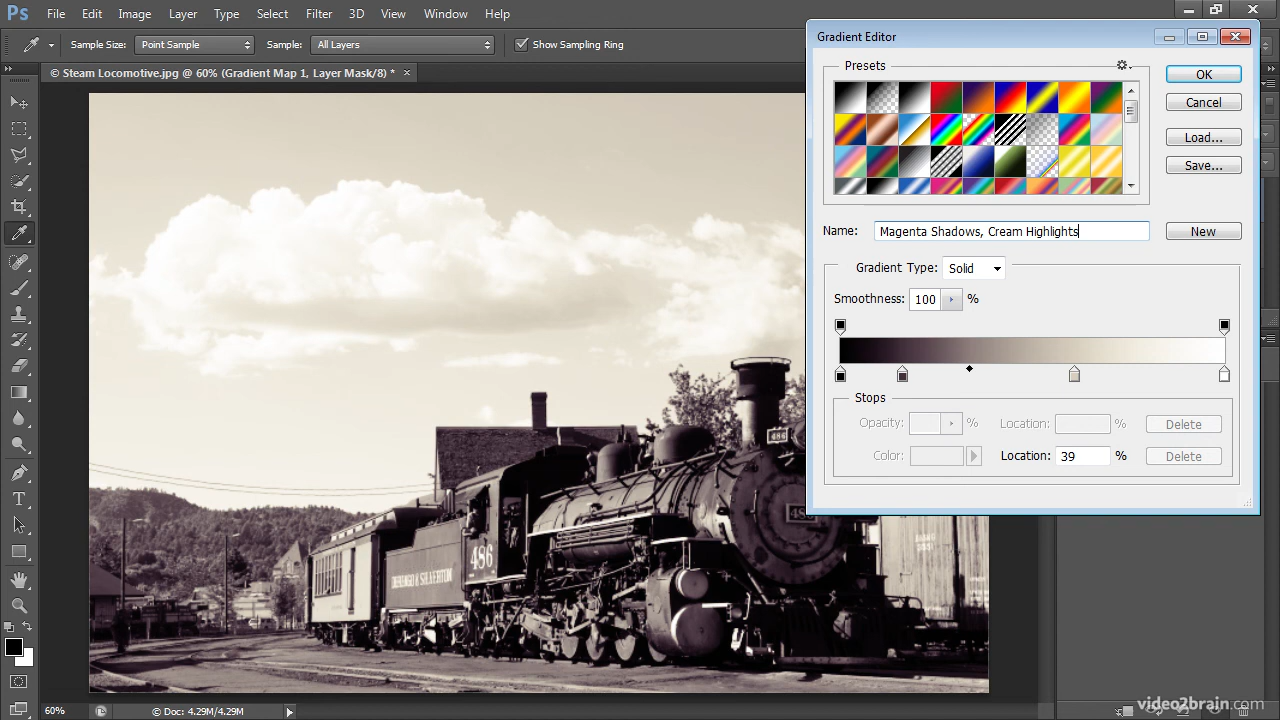 Ps File Edit Image Layer Type Select Filter 3D View Window Help
Sample Size: Point Sample Sample: All Layers Show Sampling Ring
© Steam Locomotive.jpg @ 60% (Gradient Map 1, Layer Mask/8) * ×
Gradient Editor
Presets
OK
Cancel
Load...
Save...
Name: Magenta Shadows, Cream Highlights New
Gradient Type: Solid
Smoothness: 100 %
Stops
Opacity: % Location: % Delete
Color: Location: 39 % Delete
486
486
486
60% © Doc: 4.29M/4.29M
video2brain.com